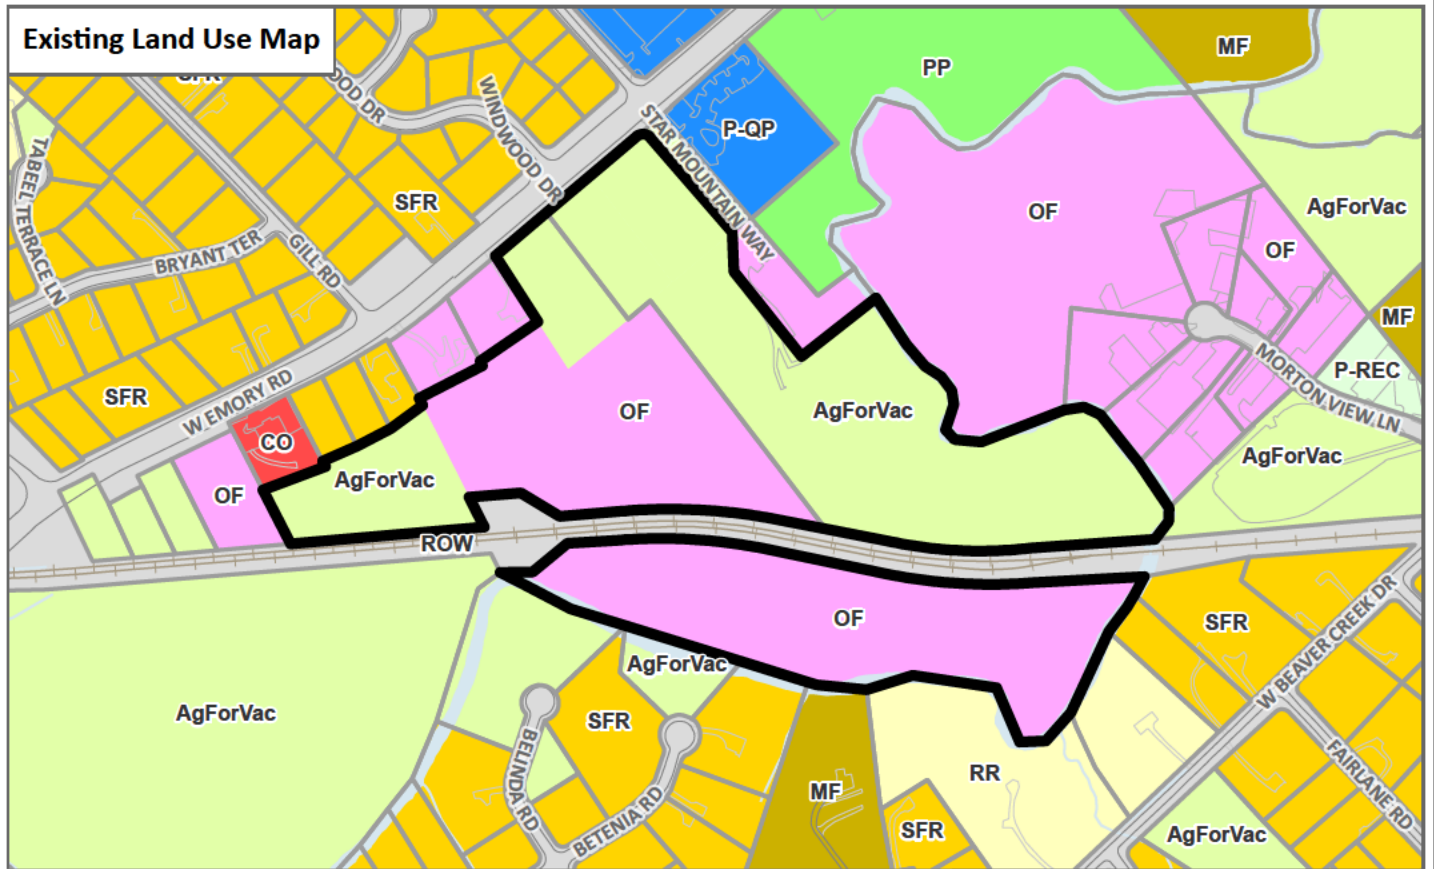 Existing Land Use Map
SFR
OOD DR
WINDWOOD DR
STAR MOUNTAIN WAY
P-QP
PP
MF
AgForVac
TABEEL TERRACE LN
SFR
BRYANT TER
GILL RD
OF
OF
MF
P-REC
MORTON VIEW LN
SFR
W EMORY RD
CO
OF
AgForVac
OF
AgForVac
AgForVac
ROW
OF
SFR
W BEAVER CREEK DR
AgForVac
AgForVac
SFR
BELINDA RD
BETENIA RD
MF
RR
SFR
FAIRLANE RD
AgForVac